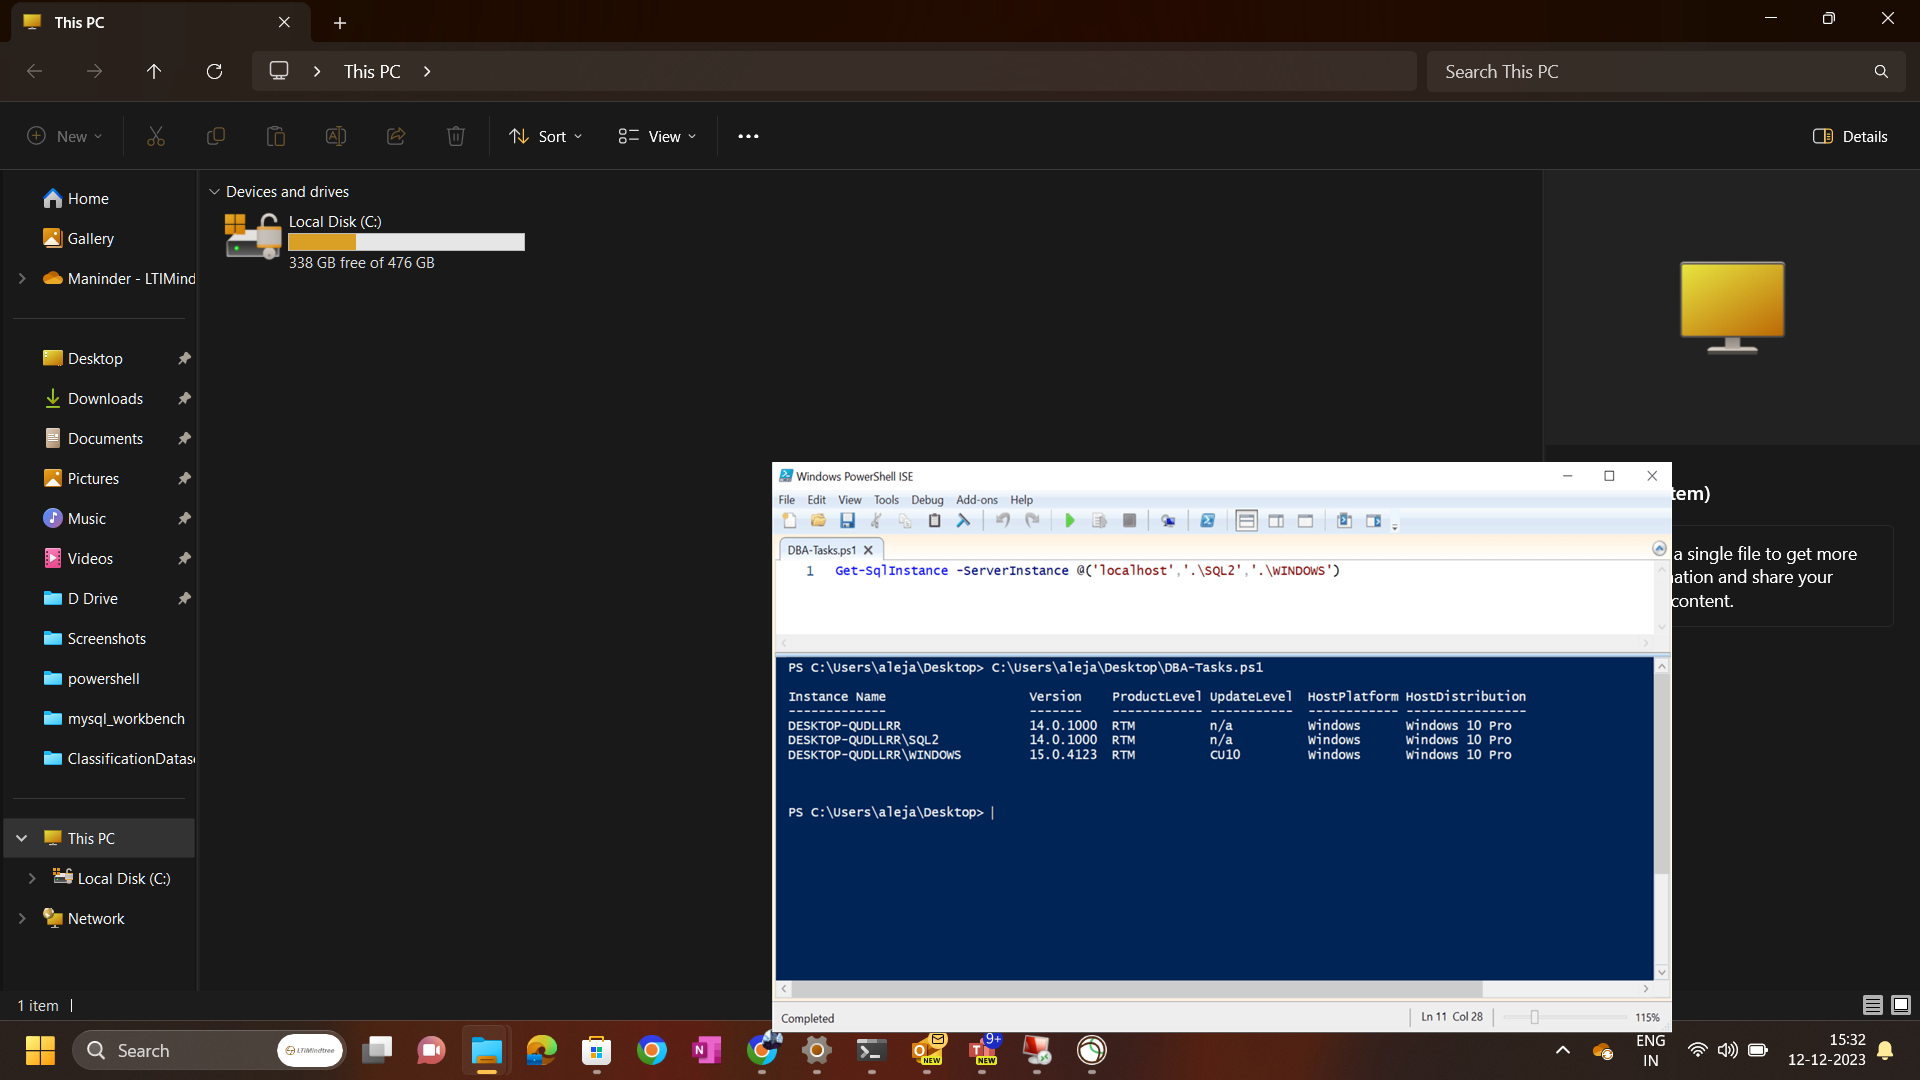 This PC
This PC
Search This PC
New
Sort
View
Details
Home
Gallery
Maninder - LTIMind
Desktop
Downloads
Documents
Pictures
Music
Videos
D Drive
Screenshots
powershell
mysql_workbench
ClassificationDatas
This PC
Local Disk (C:)
Network
Devices and drives
Local Disk (C:)
338 GB free of 476 GB
tem)
a single file to get more
ation and share your
content.
Windows PowerShell ISE
File Edit View Tools Debug Add-ons Help
DBA-Tasks.ps1
1 Get-SqlInstance -ServerInstance @('localhost','.\SQL2','.\WINDOWS')
PS C:\Users\aleja\Desktop> C:\Users\aleja\Desktop\DBA-Tasks.ps1
Instance Name Version ProductLevel UpdateLevel HostPlatform HostDistribution
------------- ------- ------------ ----------- ------------ ----------------
DESKTOP-QUDLLRR 14.0.1000 RTM n/a Windows Windows 10 Pro
DESKTOP-QUDLLRR\SQL2 14.0.1000 RTM n/a Windows Windows 10 Pro
DESKTOP-QUDLLRR\WINDOWS 15.0.4123 RTM CU10 Windows Windows 10 Pro
PS C:\Users\aleja\Desktop>
Completed
Ln 11 Col 28
115%
1 item
Search
LTIMindtree
N
NEW
T
9+
NEW
ENG
IN
15:32
12-12-2023